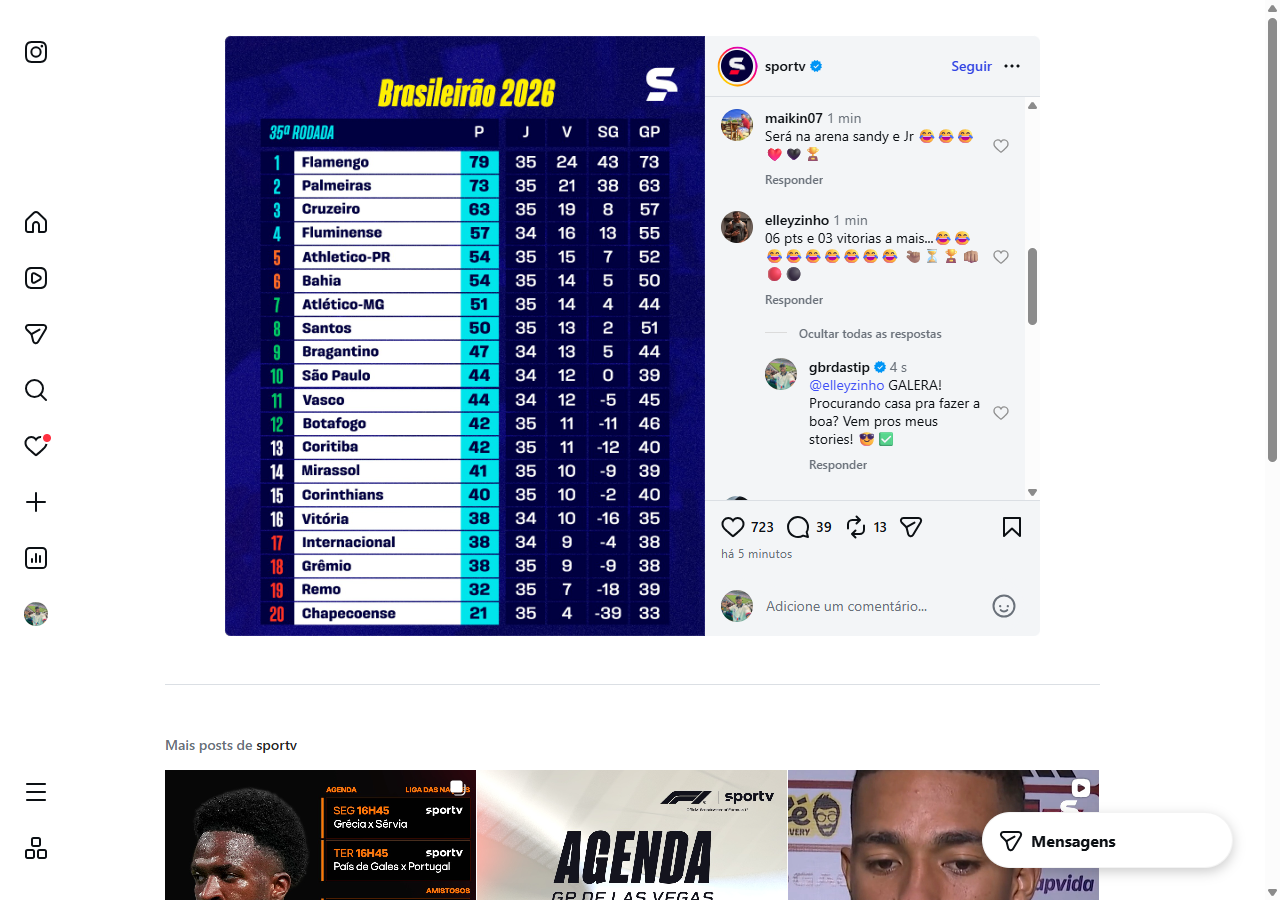 Brasileirão 2026
35ª RODADA P J V SG GP
1 Flamengo 79 35 24 43 73
2 Palmeiras 73 35 21 38 63
3 Cruzeiro 63 35 19 8 57
4 Fluminense 57 34 16 13 55
5 Athletico-PR 54 35 15 7 52
6 Bahia 54 35 14 5 50
7 Atlético-MG 51 35 14 4 44
8 Santos 50 35 13 2 51
9 Bragantino 47 34 13 5 44
10 São Paulo 44 34 12 0 39
11 Vasco 44 34 12 -5 45
12 Botafogo 42 35 11 -11 46
13 Coritiba 42 35 11 -12 40
14 Mirassol 41 35 10 -9 39
15 Corinthians 40 35 10 -2 40
16 Vitória 38 34 10 -16 35
17 Internacional 38 34 9 -4 38
18 Grêmio 38 35 9 -9 38
19 Remo 32 35 7 -18 39
20 Chapecoense 21 35 4 -39 33
sportv Seguir
maikin07 1 min
Será na arena sandy e Jr 😂😂😂
❤️🖤🏆
Responder
elleyzinho 1 min
06 pts e 03 vitorias a mais...😂😂
😂😂😂😂😂😂😂👊🏽⏳🏆👊🏽
🔴⚫
Responder
Ocultar todas as respostas
gbrdastip 4 s
@elleyzinho GALERA!
Procurando casa pra fazer a
boa? Vem pros meus
stories! 😎✅
Responder
723 39 13
há 5 minutos
Adicione um comentário...
Mais posts de sportv
AGENDA
SEG 16H45 sportv
Grécia x Sérvia
TER 16H45 sportv
País de Gales x Portugal
AMISTOSOS
F1 sportv
AGENDA
GP DE LAS VEGAS
Mensagens